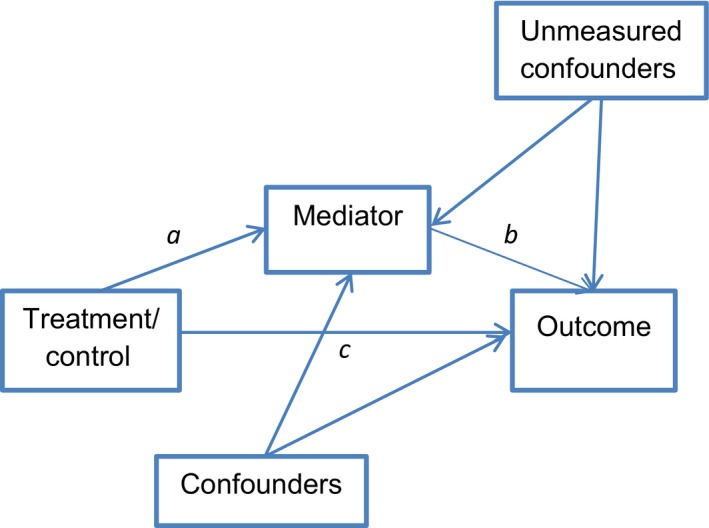 Unmeasured
confounders
Mediator
a
b
Treatment/
control
Outcome
c
Confounders